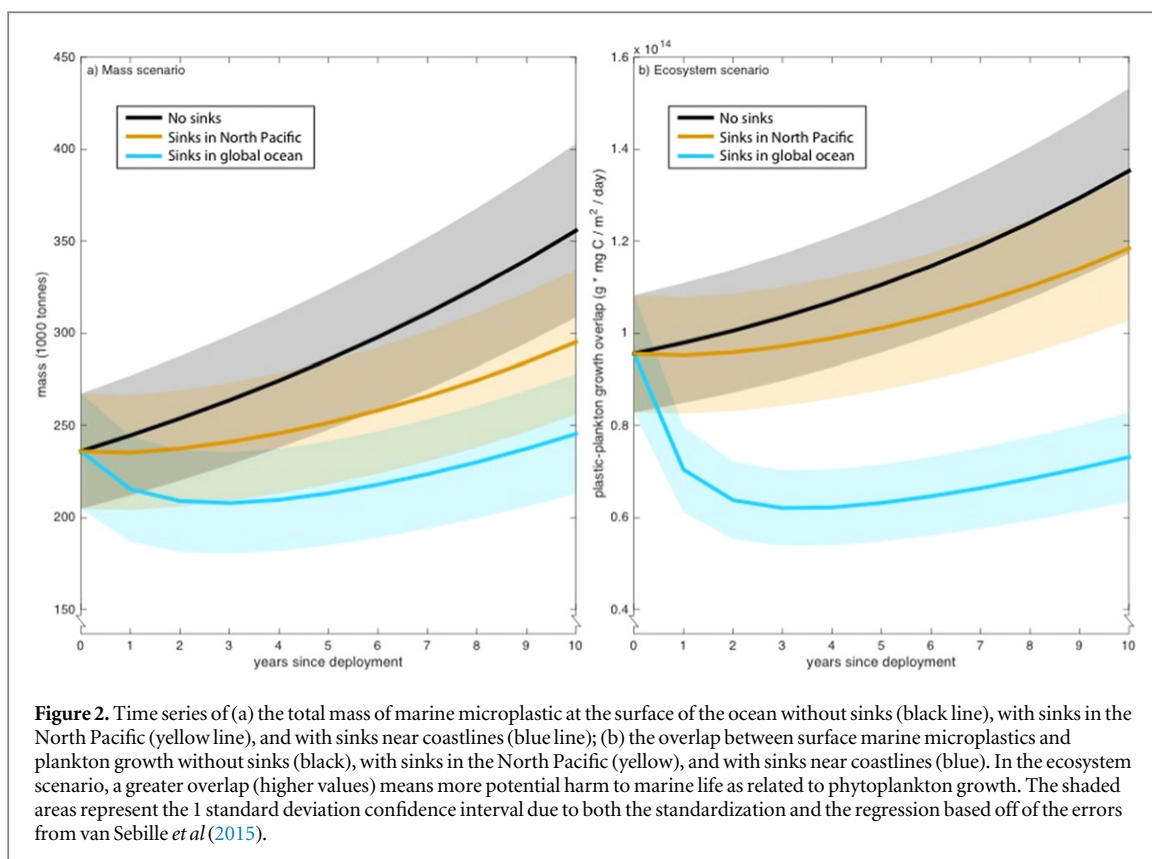 a) Mass scenario
No sinks
Sinks in North Pacific
Sinks in global ocean
450
400
350
300
250
200
150
mass (1000 tonnes)
0 1 2 3 4 5 6 7 8 9 10
years since deployment
x 10^14
b) Ecosystem scenario
No sinks
Sinks in North Pacific
Sinks in global ocean
1.6
1.4
1.2
1
0.8
0.6
0.4
plastic-plankton growth overlap (g * mg C / m² / day)
0 1 2 3 4 5 6 7 8 9 10
years since deployment
Figure 2. Time series of (a) the total mass of marine microplastic at the surface of the ocean without sinks (black line), with sinks in the
North Pacific (yellow line), and with sinks near coastlines (blue line); (b) the overlap between surface marine microplastics and
plankton growth without sinks (black), with sinks in the North Pacific (yellow), and with sinks near coastlines (blue). In the ecosystem
scenario, a greater overlap (higher values) means more potential harm to marine life as related to phytoplankton growth. The shaded
areas represent the 1 standard deviation confidence interval due to both the standardization and the regression based off of the errors
from van Sebille et al (2015).